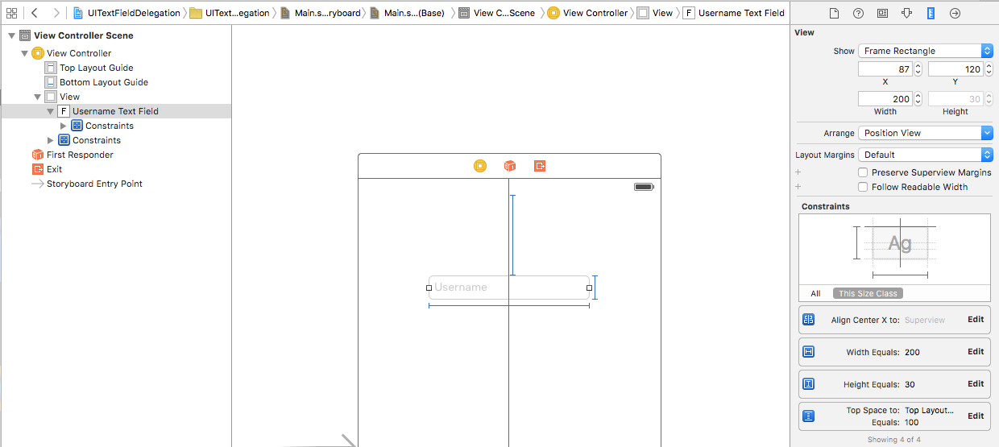 UITextFieldDelegation UIText...egation Main.s...ryboard Main.s...(Base) View C...Scene View Controller View F Username Text Field
View Controller Scene
View Controller
Top Layout Guide
Bottom Layout Guide
View
F Username Text Field
Constraints
Constraints
First Responder
Exit
Storyboard Entry Point
Username
View
Show Frame Rectangle
87 120
X Y
200 30
Width Height
Arrange Position View
Layout Margins Default
Preserve Superview Margins
Follow Readable Width
Constraints
Ag
All This Size Class
Align Center X to: Superview Edit
Width Equals: 200 Edit
Height Equals: 30 Edit
Top Space to: Top Layout...
Equals: 100 Edit
Showing 4 of 4